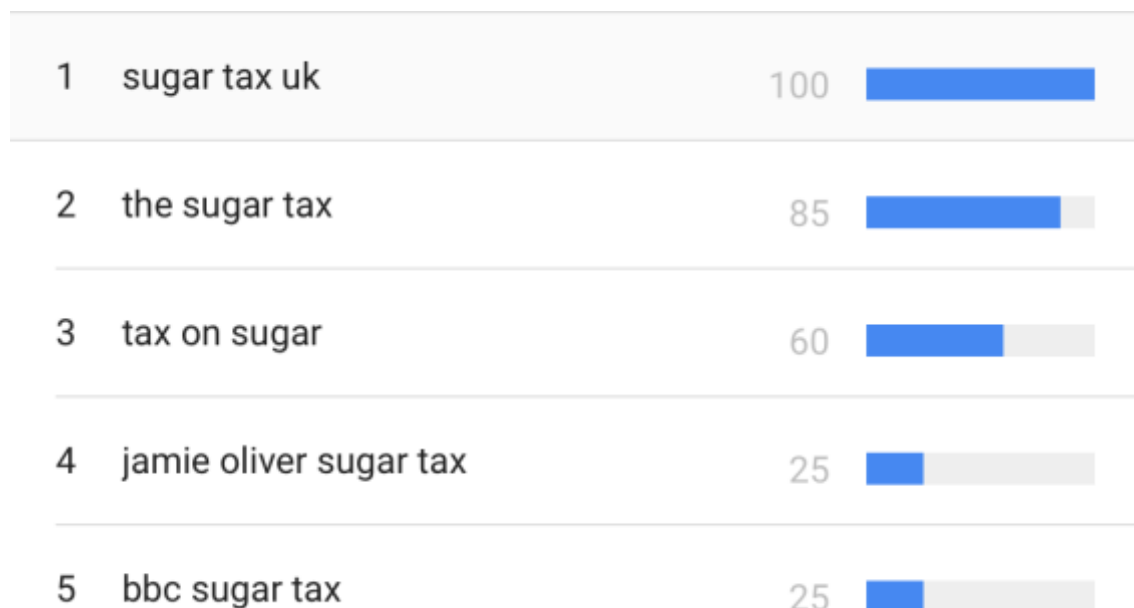 1 sugar tax uk 100
2 the sugar tax 85
3 tax on sugar 60
4 jamie oliver sugar tax 25
5 bbc sugar tax 25